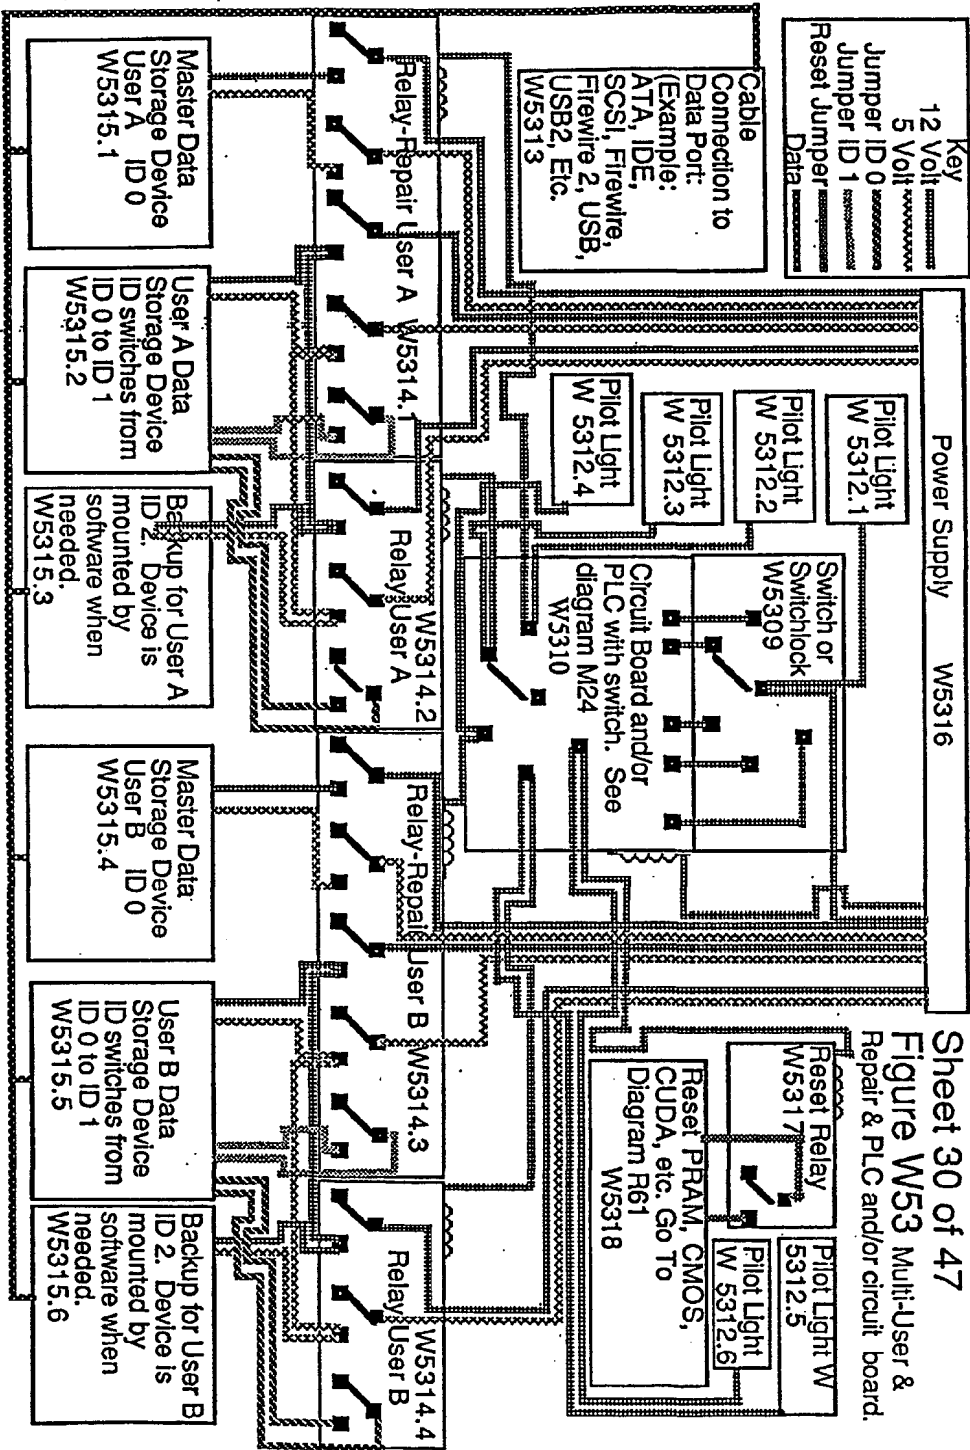 Sheet 30 of 47
Figure W53 Multi-User &
Repair & PLC and/or circuit board.
Key
12 Volt
5 Volt
Jumper ID 0
Jumper ID 1
Reset Jumper
Data
Power Supply W5316
Cable
Connection to
Data Port:
(Example:
ATA, IDE,
SCSI, Firewire,
Firewire 2, USB,
USB2, Etc.
W5313
Pilot Light
W 5312.1
Pilot Light
W 5312.2
Pilot Light
W 5312.3
Pilot Light
W 5312.4
Switch or
Switchlock
W5309
Circuit Board and/or
PLC with switch. See
diagram M24
W5310
Reset Relay
W5317
Reset PRAM, CMOS,
CUDA, etc. Go To
Diagram R61
W5318
Pilot Light W
5312.5
Pilot Light
W 5312.6
Relay-Repair User A W5314.1
W5314.2
Relay User A
Relay-Repair User B W5314.3
W5314.4
Relay User B
Master Data
Storage Device
User A ID 0
W5315.1
User A Data
Storage Device
ID switches from
ID 0 to ID 1
W5315.2
Backup for User A
ID 2. Device is
mounted by
software when
needed.
W5315.3
Master Data
Storage Device
User B ID 0
W5315.4
User B Data
Storage Device
ID switches from
ID 0 to ID 1
W5315.5
Backup for User B
ID 2. Device is
mounted by
software when
needed.
W5315.6